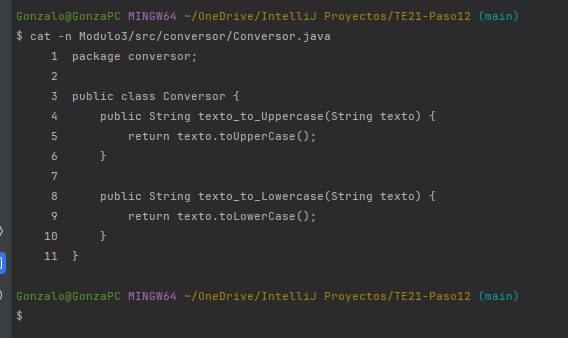 Gonzalo@GonzaPC MINGW64 ~/OneDrive/IntelliJ Proyectos/TE21-Paso12 (main)
$ cat -n Modulo3/src/conversor/Conversor.java
     1  package conversor;
     2
     3  public class Conversor {
     4      public String texto_to_Uppercase(String texto) {
     5          return texto.toUpperCase();
     6      }
     7
     8      public String texto_to_Lowercase(String texto) {
     9          return texto.toLowerCase();
    10      }
    11  }
Gonzalo@GonzaPC MINGW64 ~/OneDrive/IntelliJ Proyectos/TE21-Paso12 (main)
$